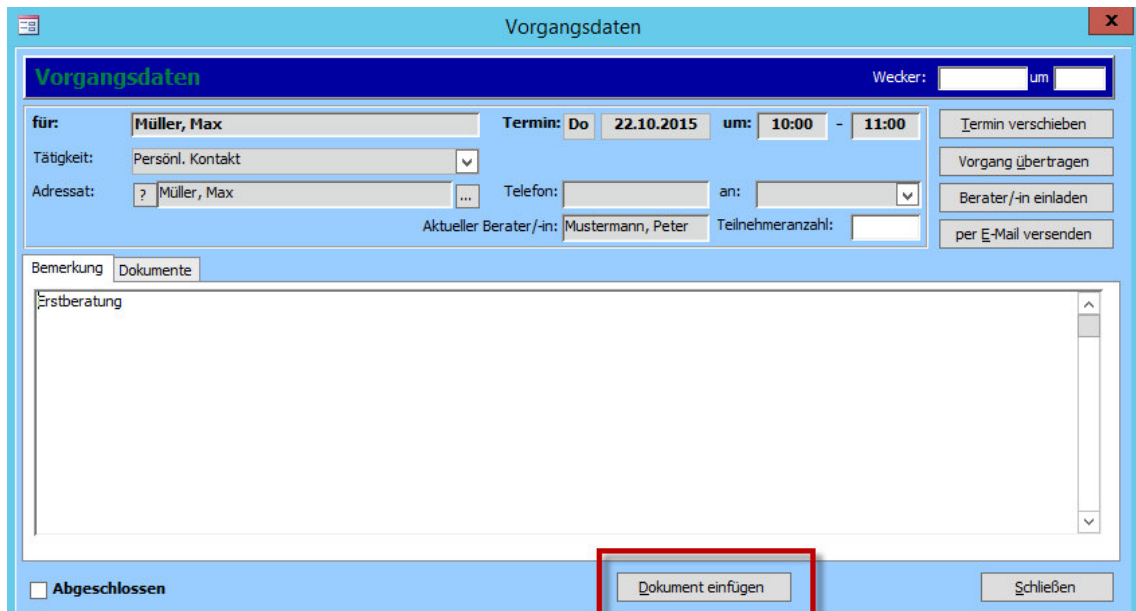 Vorgangsdaten
x
Vorgangsdaten Wecker: um
für: Müller, Max Termin: Do 22.10.2015 um: 10:00 - 11:00 Termin verschieben
Tätigkeit: Persönl. Kontakt Vorgang übertragen
Adressat: ? Müller, Max ... Telefon: an: Berater/-in einladen
Aktueller Berater/-in: Mustermann, Peter Teilnehmeranzahl: per E-Mail versenden
Bemerkung Dokumente
Erstberatung
Abgeschlossen Dokument einfügen Schließen